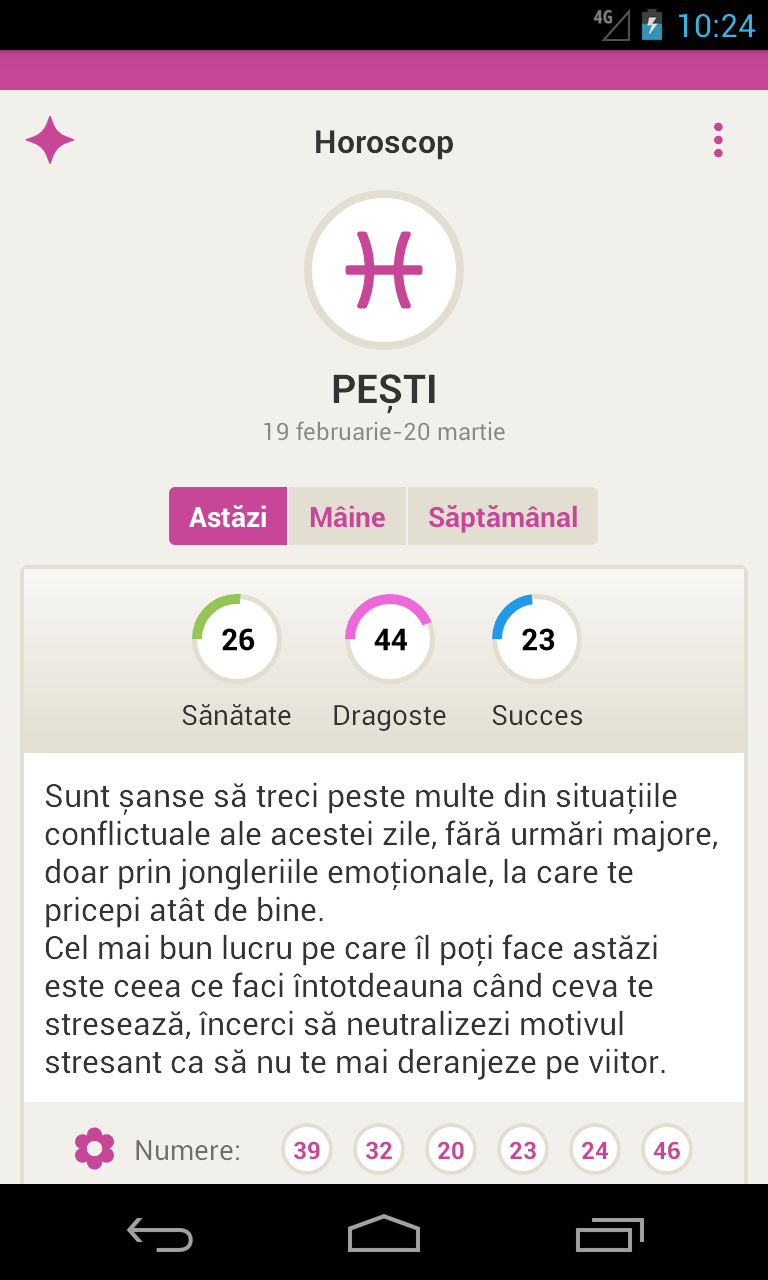 4G 10:24
Horoscop
PEȘTI
19 februarie-20 martie
Astăzi Mâine Săptămânal
26 44 23
Sănătate Dragoste Succes
Sunt șanse să treci peste multe din situațiile
conflictuale ale acestei zile, fără urmări majore,
doar prin jongleriile emoționale, la care te
pricepi atât de bine.
Cel mai bun lucru pe care îl poți face astăzi
este ceea ce faci întotdeauna când ceva te
stresează, încerci să neutralizezi motivul
stresant ca să nu te mai deranjeze pe viitor.
Numere: 39 32 20 23 24 46